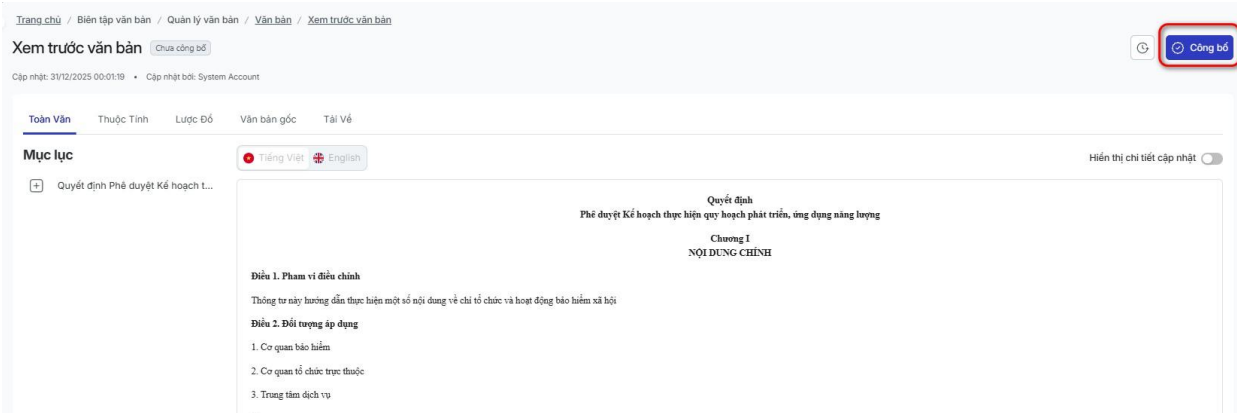 Trang chủ / Biên tập văn bản / Quản lý văn bản / Văn bản / Xem trước văn bản
Xem trước văn bản Chưa công bố
Công bố
Cập nhật: 31/12/2025 00:01:19 • Cập nhật bởi: System Account
Toàn Văn Thuộc Tính Lược Đồ Văn bản gốc Tải Về
Mục lục
Tiếng Việt English
Hiển thị chi tiết cập nhật
Quyết định Phê duyệt Kế hoạch t...
Quyết định
Phê duyệt Kế hoạch thực hiện quy hoạch phát triển, ứng dụng năng lượng
Chương I
NỘI DUNG CHÍNH
Điều 1. Pham vi điều chỉnh
Thông tư này hướng dẫn thực hiện một số nội dung về chi tổ chức và hoạt động bảo hiểm xã hội
Điều 2. Đối tượng áp dụng
1. Cơ quan bảo hiểm
2. Cơ quan tổ chức trực thuộc
3. Trung tâm dịch vụ